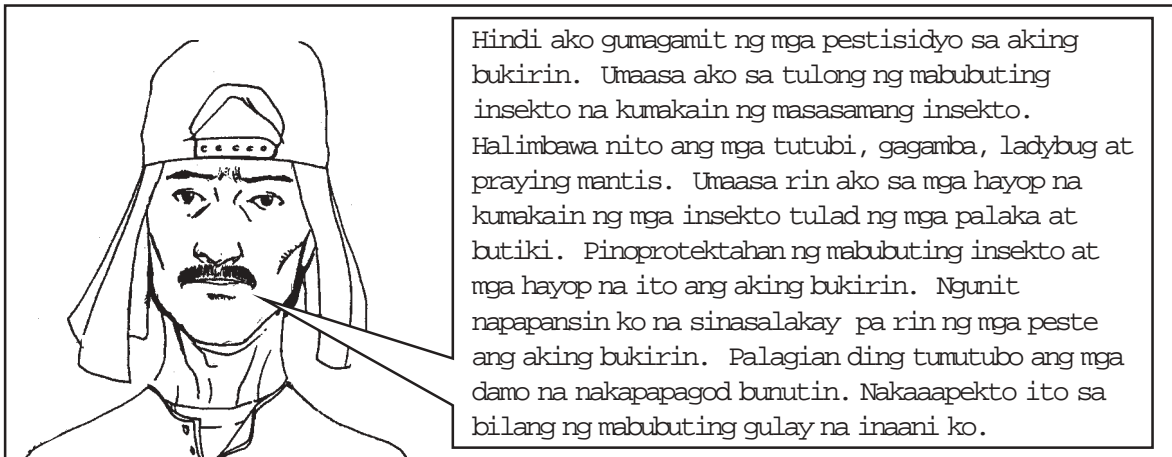 Hindi ako gumagamit ng mga pestisidyo sa aking
bukirin. Umaasa ako sa tulong ng mabubuting
insekto na kumakain ng masasamang insekto.
Halimbawa nito ang mga tutubi, gagamba, ladybug at
praying mantis. Umaasa rin ako sa mga hayop na
kumakain ng mga insekto tulad ng mga palaka at
butiki. Pinoprotektahan ng mabubuting insekto at
mga hayop na ito ang aking bukirin. Ngunit
napapansin ko na sinasalakay pa rin ng mga peste
ang aking bukirin. Palagian ding tumutubo ang mga
damo na nakapapagod bunutin. Nakaaapekto ito sa
bilang ng mabubuting gulay na inaani ko.